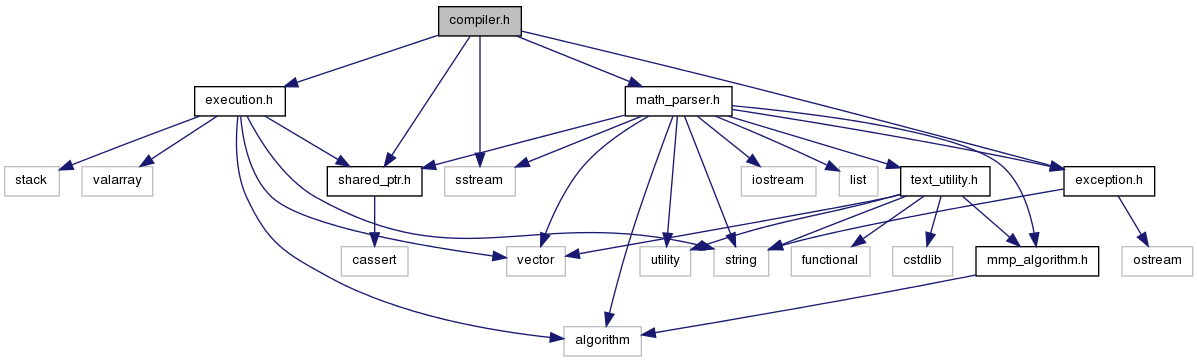 compiler.h
execution.h
math_parser.h
stack
valarray
shared_ptr.h
sstream
iostream
list
text_utility.h
exception.h
cassert
vector
utility
string
functional
cstdlib
mmp_algorithm.h
ostream
algorithm